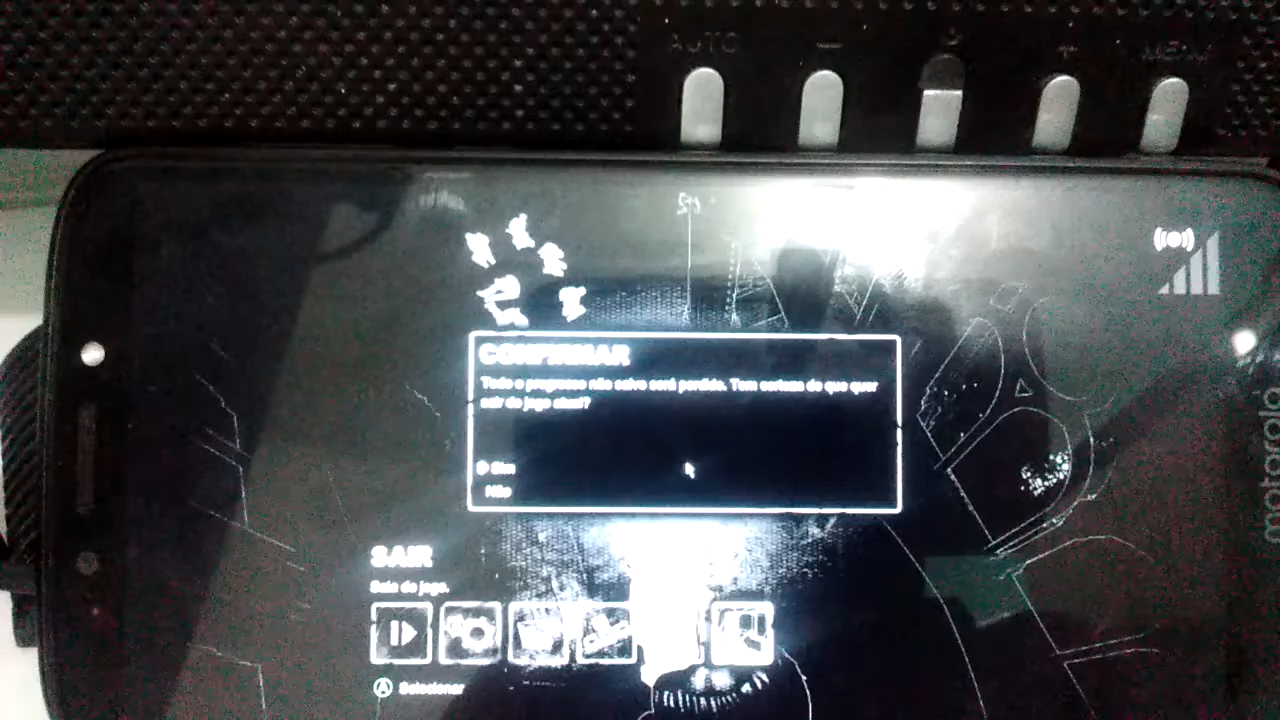 AUTO
MENU
CONFIRMAR
Todo o progresso não salvo será perdido. Tem certeza de que quer
sair do jogo atual?
Sim
Não
SAIR
Saia do jogo.
A Selecionar
motorola